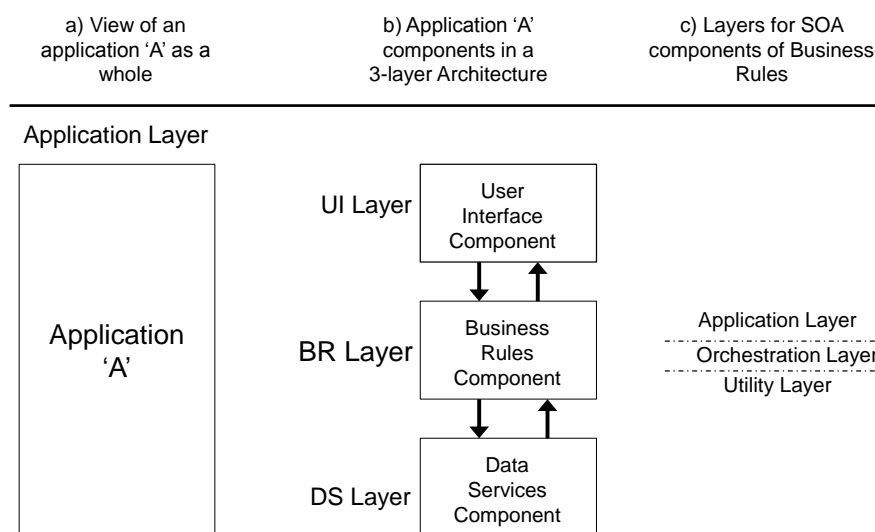 a) View of an
application ‘A’ as a
whole
b) Application ‘A’
components in a
3-layer Architecture
c) Layers for SOA
components of Business
Rules
Application Layer
Application
‘A’
UI Layer
User
Interface
Component
BR Layer
Business
Rules
Component
DS Layer
Data
Services
Component
Application Layer
Orchestration Layer
Utility Layer